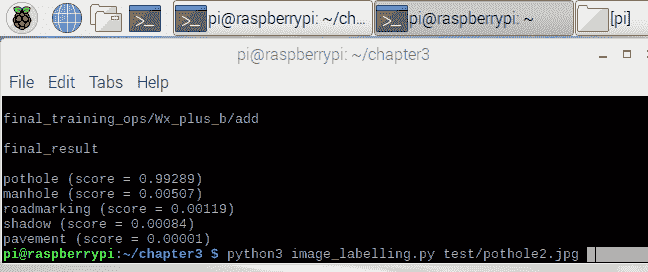 pi@raspberrypi: ~/cha...
pi@raspberrypi: ~
[pi]
pi@raspberrypi: ~/chapter3
File Edit Tabs Help
final_training_ops/Wx_plus_b/add
final_result
pothole (score = 0.99289)
manhole (score = 0.00507)
roadmarking (score = 0.00119)
shadow (score = 0.00084)
pavement (score = 0.00001)
pi@raspberrypi:~/chapter3 $ python3 image_labelling.py test/pothole2.jpg